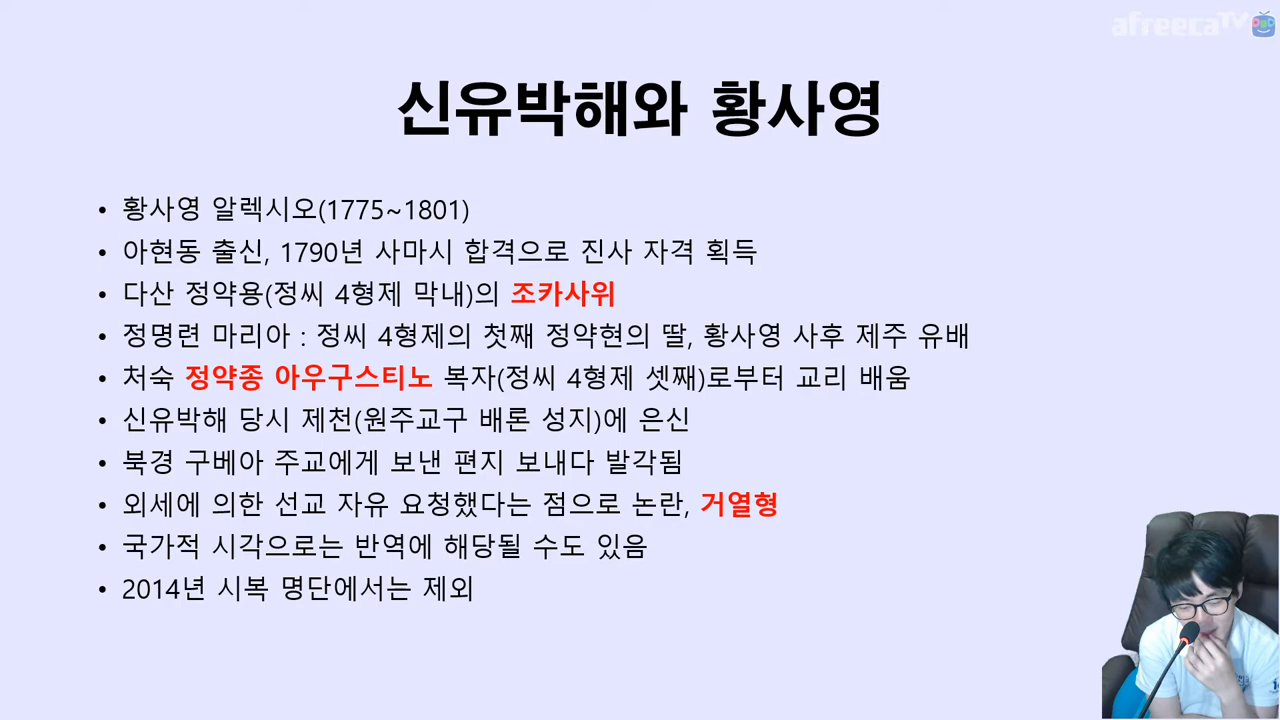 afreecaTV
신유박해와 황사영
• 황사영 알렉시오(1775~1801)
• 아현동 출신, 1790년 사마시 합격으로 진사 자격 획득
• 다산 정약용(정씨 4형제 막내)의 조카사위
• 정명련 마리아 : 정씨 4형제의 첫째 정약현의 딸, 황사영 사후 제주 유배
• 처숙 정약종 아우구스티노 복자(정씨 4형제 셋째)로부터 교리 배움
• 신유박해 당시 제천(원주교구 배론 성지)에 은신
• 북경 구베아 주교에게 보낸 편지 보내다 발각됨
• 외세에 의한 선교 자유 요청했다는 점으로 논란, 거열형
• 국가적 시각으로는 반역에 해당될 수도 있음
• 2014년 시복 명단에서는 제외